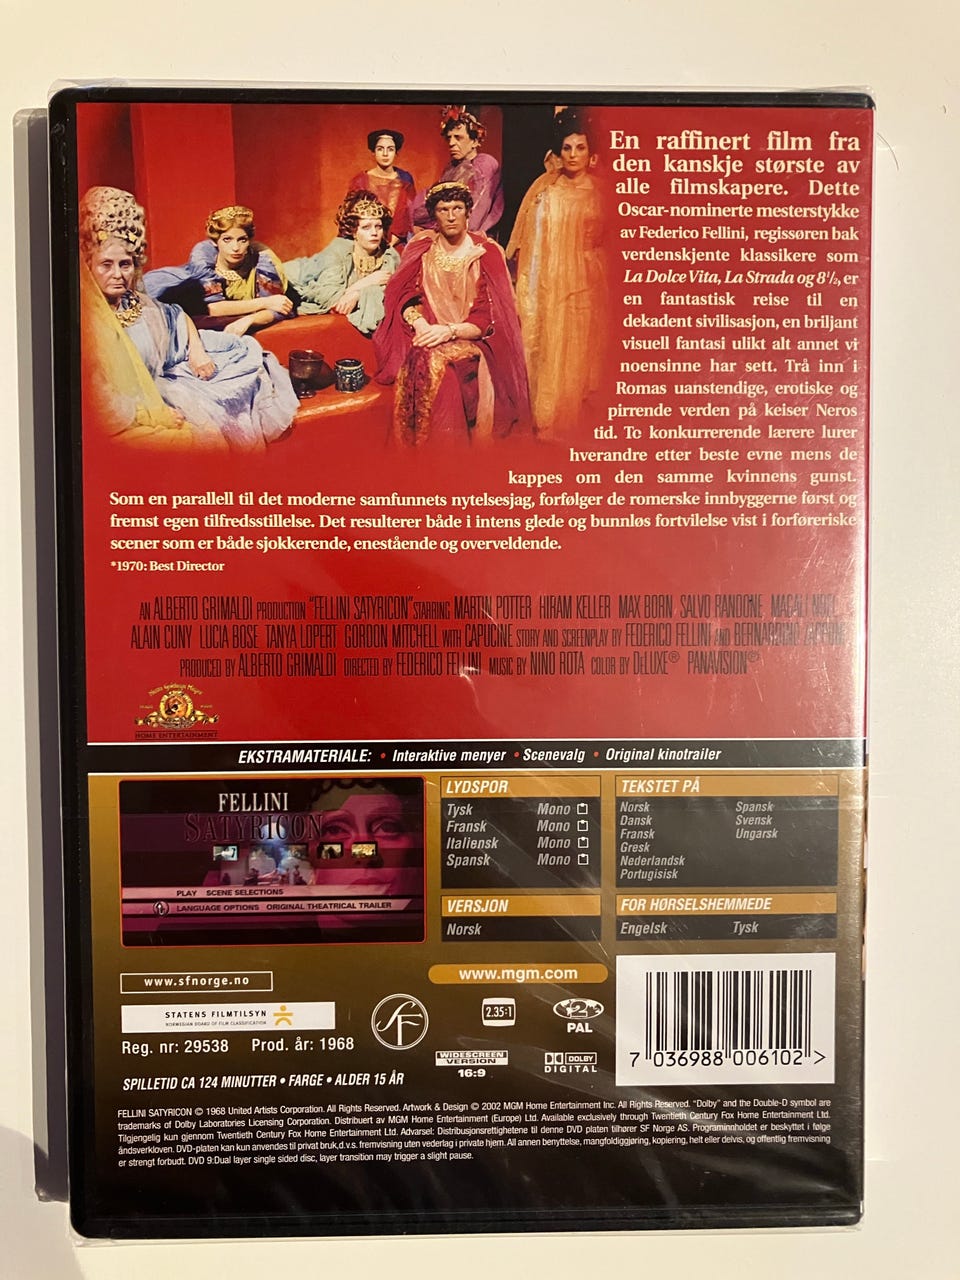 En raffinert film fra
den kanskje største av
alle filmskapere. Dette
Oscar-nominerte mesterstykke
av Federico Fellini, regissøren bak
verdenskjente klassikere som
La Dolce Vita, La Strada og 8½, er
en fantastisk reise til en
dekadent sivilisasjon, en briljant
visuell fantasi ulikt alt annet vi
noensinne har sett. Trå inn i
Romas uanstendige, erotiske og
pirrende verden på keiser Neros
tid. To konkurrerende lærere lurer
hverandre etter beste evne mens de
kappes om den samme kvinnens gunst.
Som en parallell til det moderne samfunnets nytelsesjag, forfølger de romerske innbyggerne først og
fremst egen tilfredsstillelse. Det resulterer både i intens glede og bunnløs fortvilelse vist i forføreriske
scener som er både sjokkerende, enestående og overveldende.
*1970: Best Director
AN ALBERTO GRIMALDI PRODUCTION "FELLINI SATYRICON" STARRING MARTIN POTTER HIRAM KELLER MAX BORN SALVO RANDONE MAGALI NOEL
ALAIN CUNY LUCIA BOSE TANYA LOPERT GORDON MITCHELL WITH CAPUCINE STORY AND SCREENPLAY BY FEDERICO FELLINI AND BERNARDINO ZAPPONI
PRODUCED BY ALBERTO GRIMALDI DIRECTED BY FEDERICO FELLINI MUSIC BY NINO ROTA COLOR BY DELUXE® PANAVISION®
HOME ENTERTAINMENT
EKSTRAMATERIALE: • Interaktive menyer • Scenevalg • Original kinotrailer
FELLINI
SATYRICON
PLAY SCENE SELECTIONS
LANGUAGE OPTIONS ORIGINAL THEATRICAL TRAILER
LYDSPOR
Tysk Mono
Fransk Mono
Italiensk Mono
Spansk Mono
VERSJON
Norsk
TEKSTET PÅ
Norsk Spansk
Dansk Svensk
Fransk Ungarsk
Gresk
Nederlandsk
Portugisisk
FOR HØRSELSHEMMEDE
Engelsk Tysk
www.sfnorge.no
www.mgm.com
STATENS FILMTILSYN
NORWEGIAN BOARD OF FILM CLASSIFICATION
SF
2.35:1
2
PAL
Reg. nr: 29538 Prod. år: 1968
WIDESCREEN
VERSION
16:9
DOLBY
DIGITAL
7 036988 006102 >
SPILLETID CA 124 MINUTTER • FARGE • ALDER 15 ÅR
FELLINI SATYRICON © 1968 United Artists Corporation. All Rights Reserved. Artwork & Design © 2002 MGM Home Entertainment Inc. All Rights Reserved. "Dolby" and the Double-D symbol are
trademarks of Dolby Laboratories Licensing Corporation. Distribuert av MGM Home Entertainment (Europe) Ltd. Available exclusively through Twentieth Century Fox Home Entertainment Ltd.
Tilgjengelig kun gjennom Twentieth Century Fox Home Entertainment Ltd. Advarsel: Distribusjonsrettighetene til denne DVD platen tilhører SF Norge AS. Programinnholdet er beskyttet i følge
åndsverkloven. DVD-platen kan kun anvendes til privat bruk,d.v.s. fremvisning uten vederlag i private hjem. All annen benyttelse, mangfoldiggjøring, kopiering, helt eller delvis, og offentlig fremvisning
er strengt forbudt. DVD 9:Dual layer single sided disc, layer transition may trigger a slight pause.